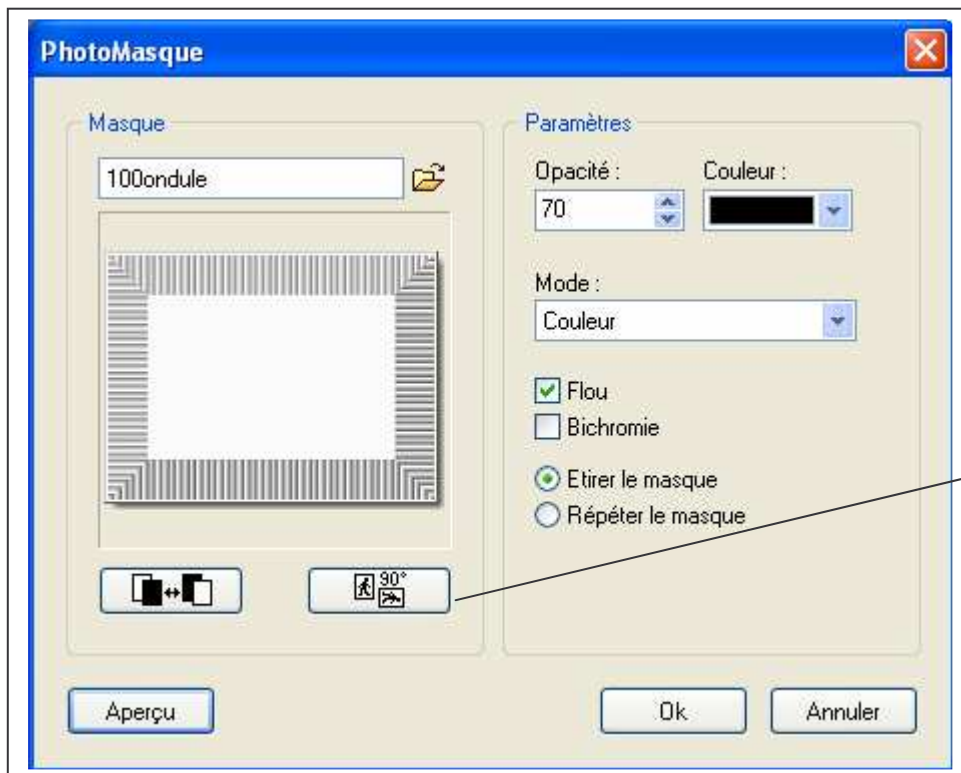 PhotoMasque
Masque
100ondule
90°
Aperçu
Paramètres
Opacité :
Couleur :
70
Mode :
Couleur
Flou
Bichromie
Etirer le masque
Répéter le masque
Ok
Annuler